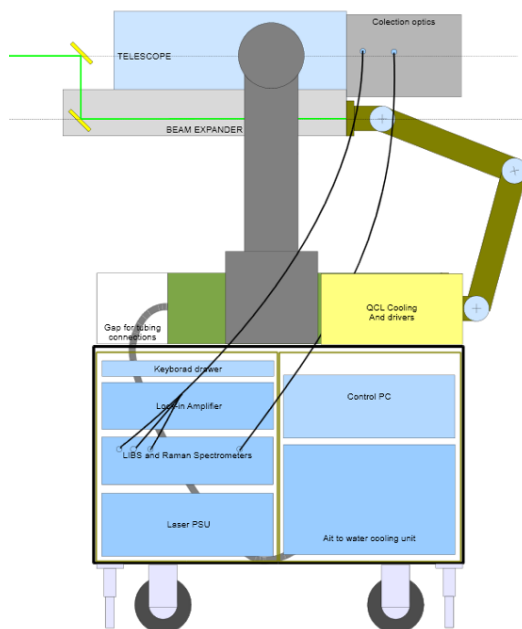 Colection optics
TELESCOPE
BEAM EXPANDER
QCL Cooling
And drivers
Gap for tubing
connections
Keyborad drawer
Lock-in Amplifier
Control PC
LIBS and Raman Spectrometers
Laser PSU
Ait to water cooling unit